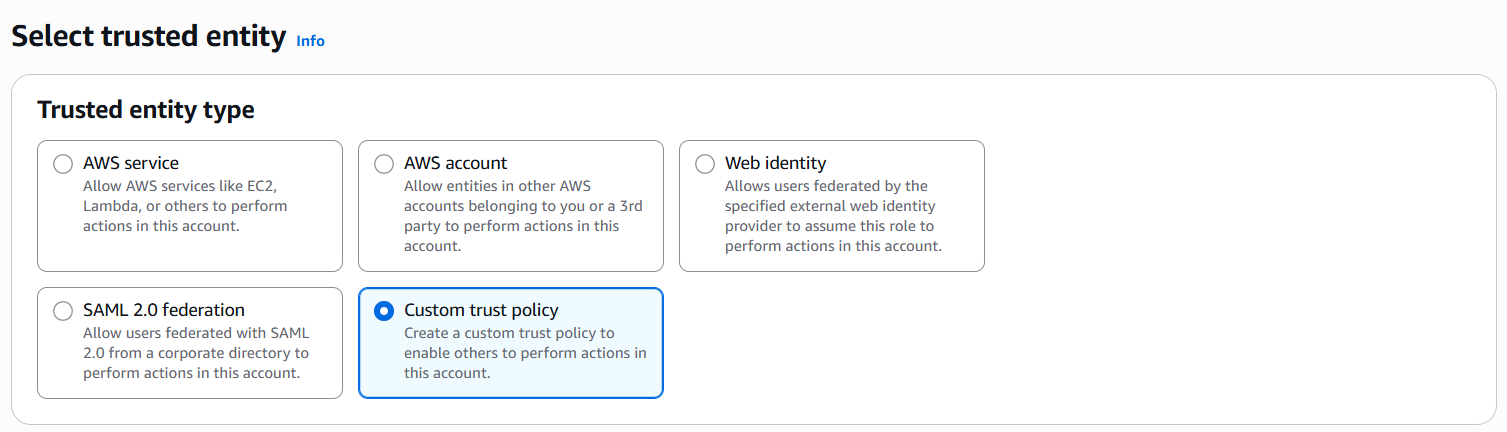 Select trusted entity Info
Trusted entity type
AWS service
Allow AWS services like EC2,
Lambda, or others to perform
actions in this account.
AWS account
Allow entities in other AWS
accounts belonging to you or a 3rd
party to perform actions in this
account.
Web identity
Allows users federated by the
specified external web identity
provider to assume this role to
perform actions in this account.
SAML 2.0 federation
Allow users federated with SAML
2.0 from a corporate directory to
perform actions in this account.
Custom trust policy
Create a custom trust policy to
enable others to perform actions in
this account.